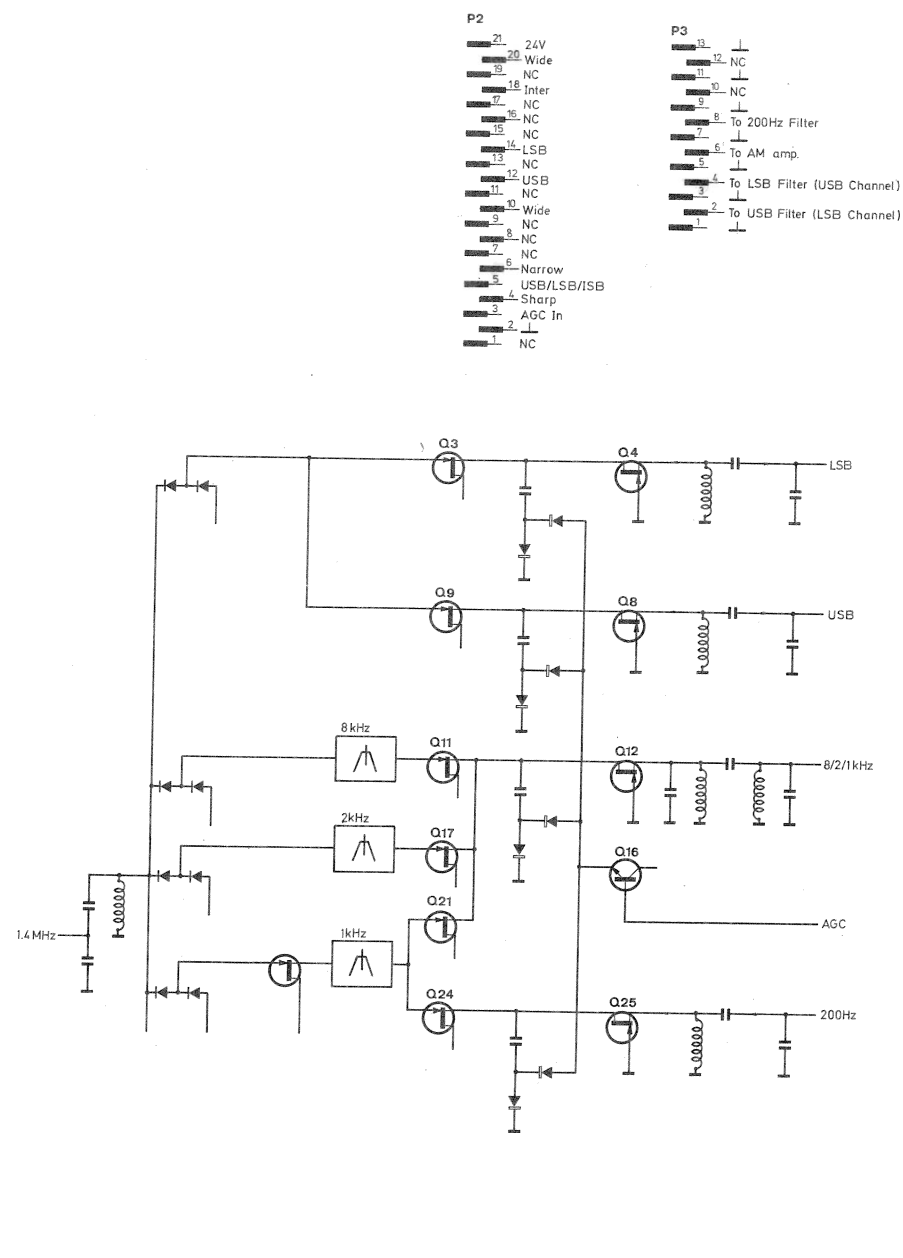 P2
21 24V
20 Wide
19 NC
18 Inter
17 NC
16 NC
15 NC
14 LSB
13 NC
12 USB
11 NC
10 Wide
9 NC
8 NC
7 NC
6 Narrow
5 USB/LSB/ISB
4 Sharp
3 AGC In
2
1 NC
P3
13
12 NC
11
10 NC
9
8 To 200Hz Filter
7
6 To AM amp.
5
4 To LSB Filter (USB Channel)
3
2 To USB Filter (LSB Channel)
1
Q3
Q4
LSB
Q9
Q8
USB
8kHz
Q11
Q12
8/2/1kHz
2kHz
Q17
Q16
Q21
AGC
1.4MHz
1kHz
Q24
Q25
200Hz